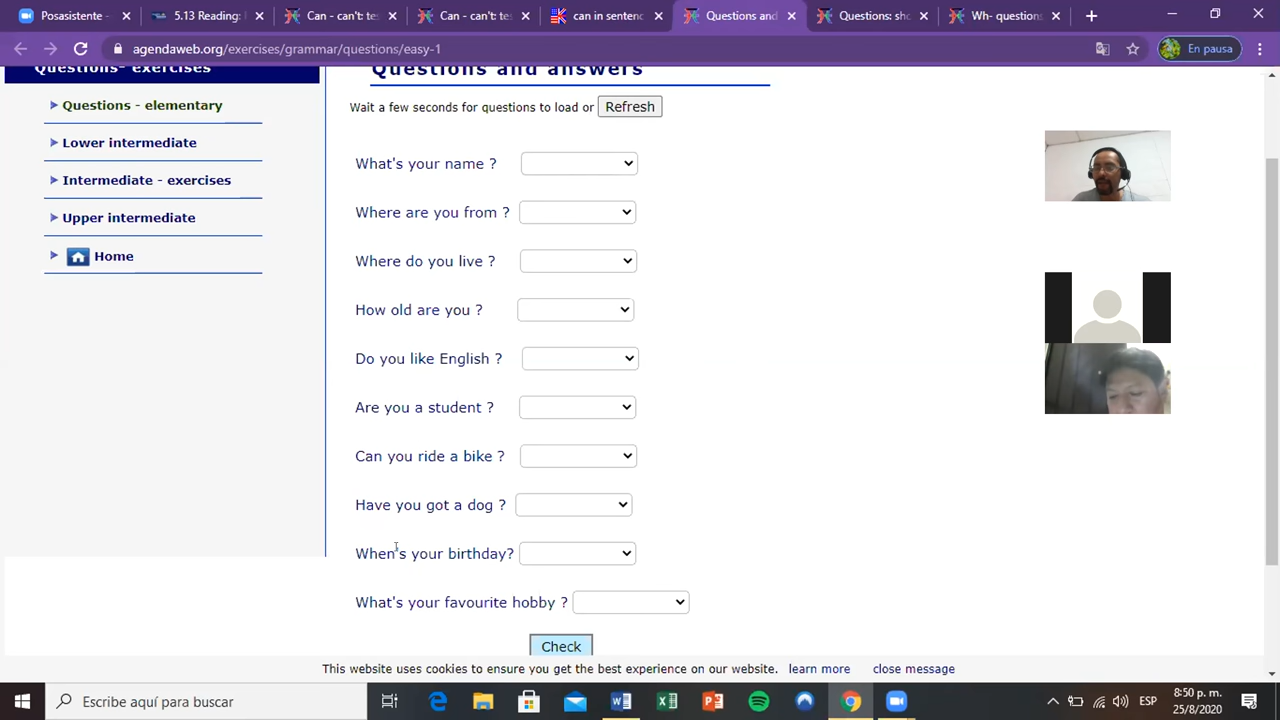 Posasistente -
5.13 Reading:
Can - can't: te
Can - can't: tes
can in senten
Questions and
Questions: sh
Wh- questions
agendaweb.org/exercises/grammar/questions/easy-1
En pausa
Questions- exercises
Questions - elementary
Lower intermediate
Intermediate - exercises
Upper intermediate
Home
Questions and answers
Wait a few seconds for questions to load or Refresh
What's your name ?
Where are you from ?
Where do you live ?
How old are you ?
Do you like English ?
Are you a student ?
Can you ride a bike ?
Have you got a dog ?
When's your birthday?
What's your favourite hobby ?
Check
This website uses cookies to ensure you get the best experience on our website. learn more close message
Escribe aquí para buscar
ESP
8:50 p. m.
25/8/2020